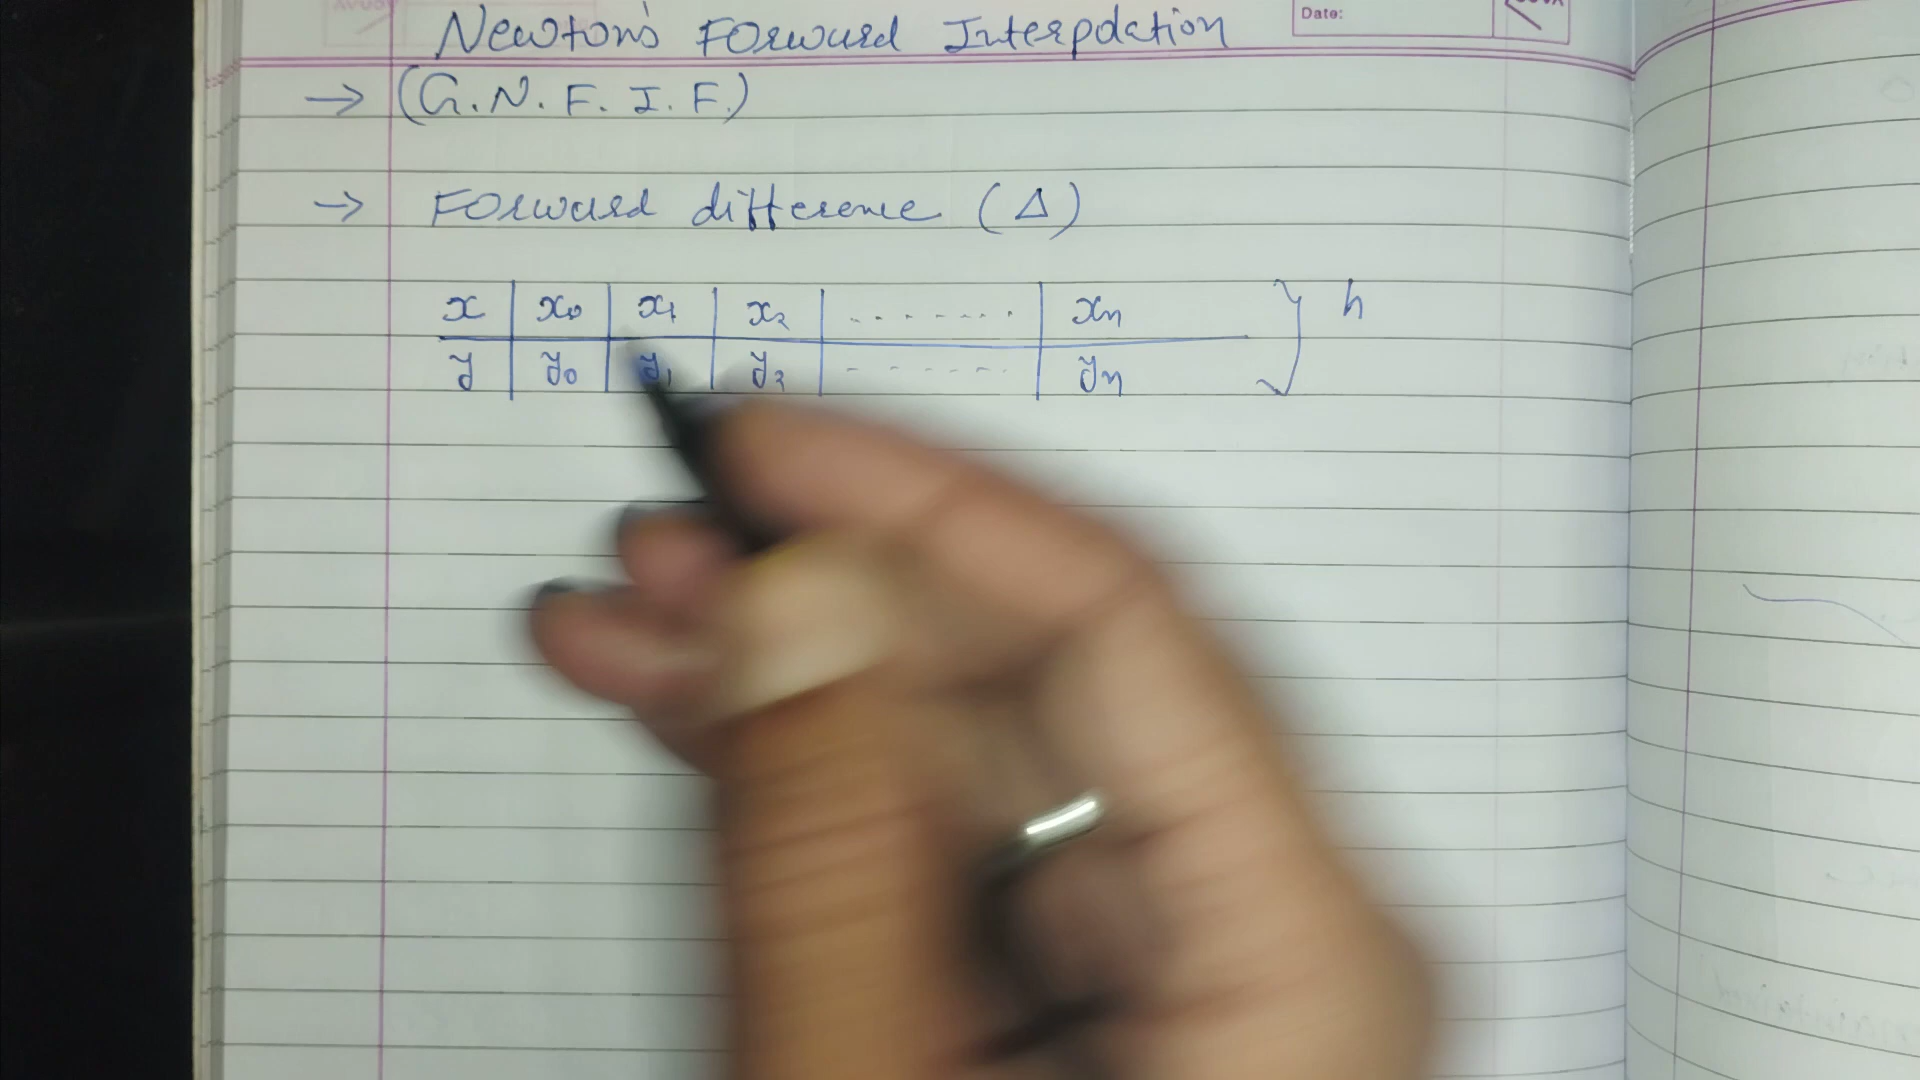 Newton's Forward Interpolation
Date:
→ (G. N. F. I. F.)
→ Forward difference (Δ)
x | x₀ | x₁ | x₂ | ........ | xₙ } h
y | y₀ | y₁ | y₂ | ....... | yₙ